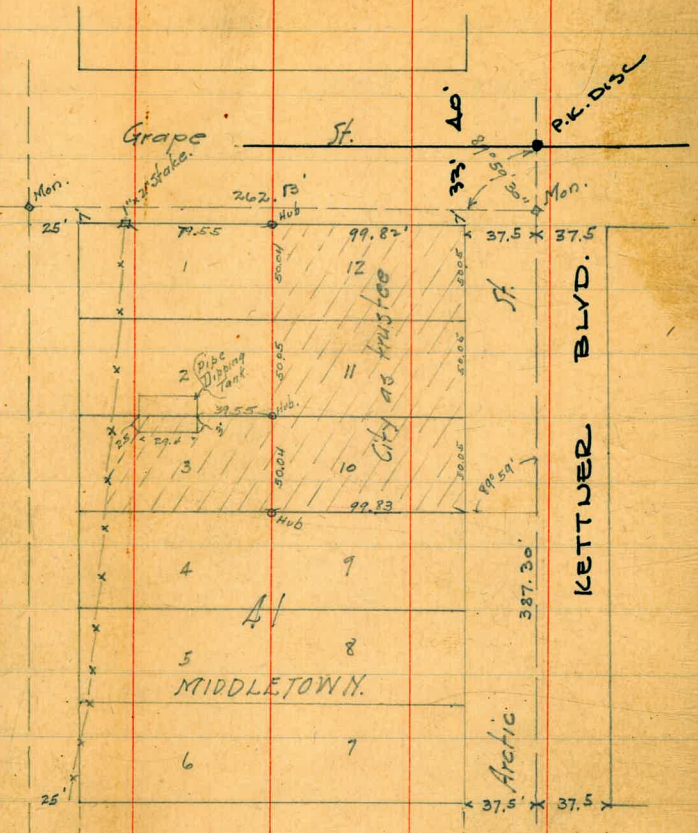 40'
P.K. DISC
Grape St.
33'
89°59'30"
Mon.
1"x2" Stake.
262.13'
Hub
Mon.
25'
79.55
99.82'
37.5
37.5
1
50.04
12
50.05
St.
KETTNER BLVD.
City as trustee
2
Pipe
Dipping
Tank
50.05
11
50.05
39.55
Hub.
29.4
3'
3
50.04
10
50.05
89°59'
99.83
Hub
4
9
387.30'
41
5
8
MIDDLETOWN.
6
7
Arctic
25'
37.5'
37.5